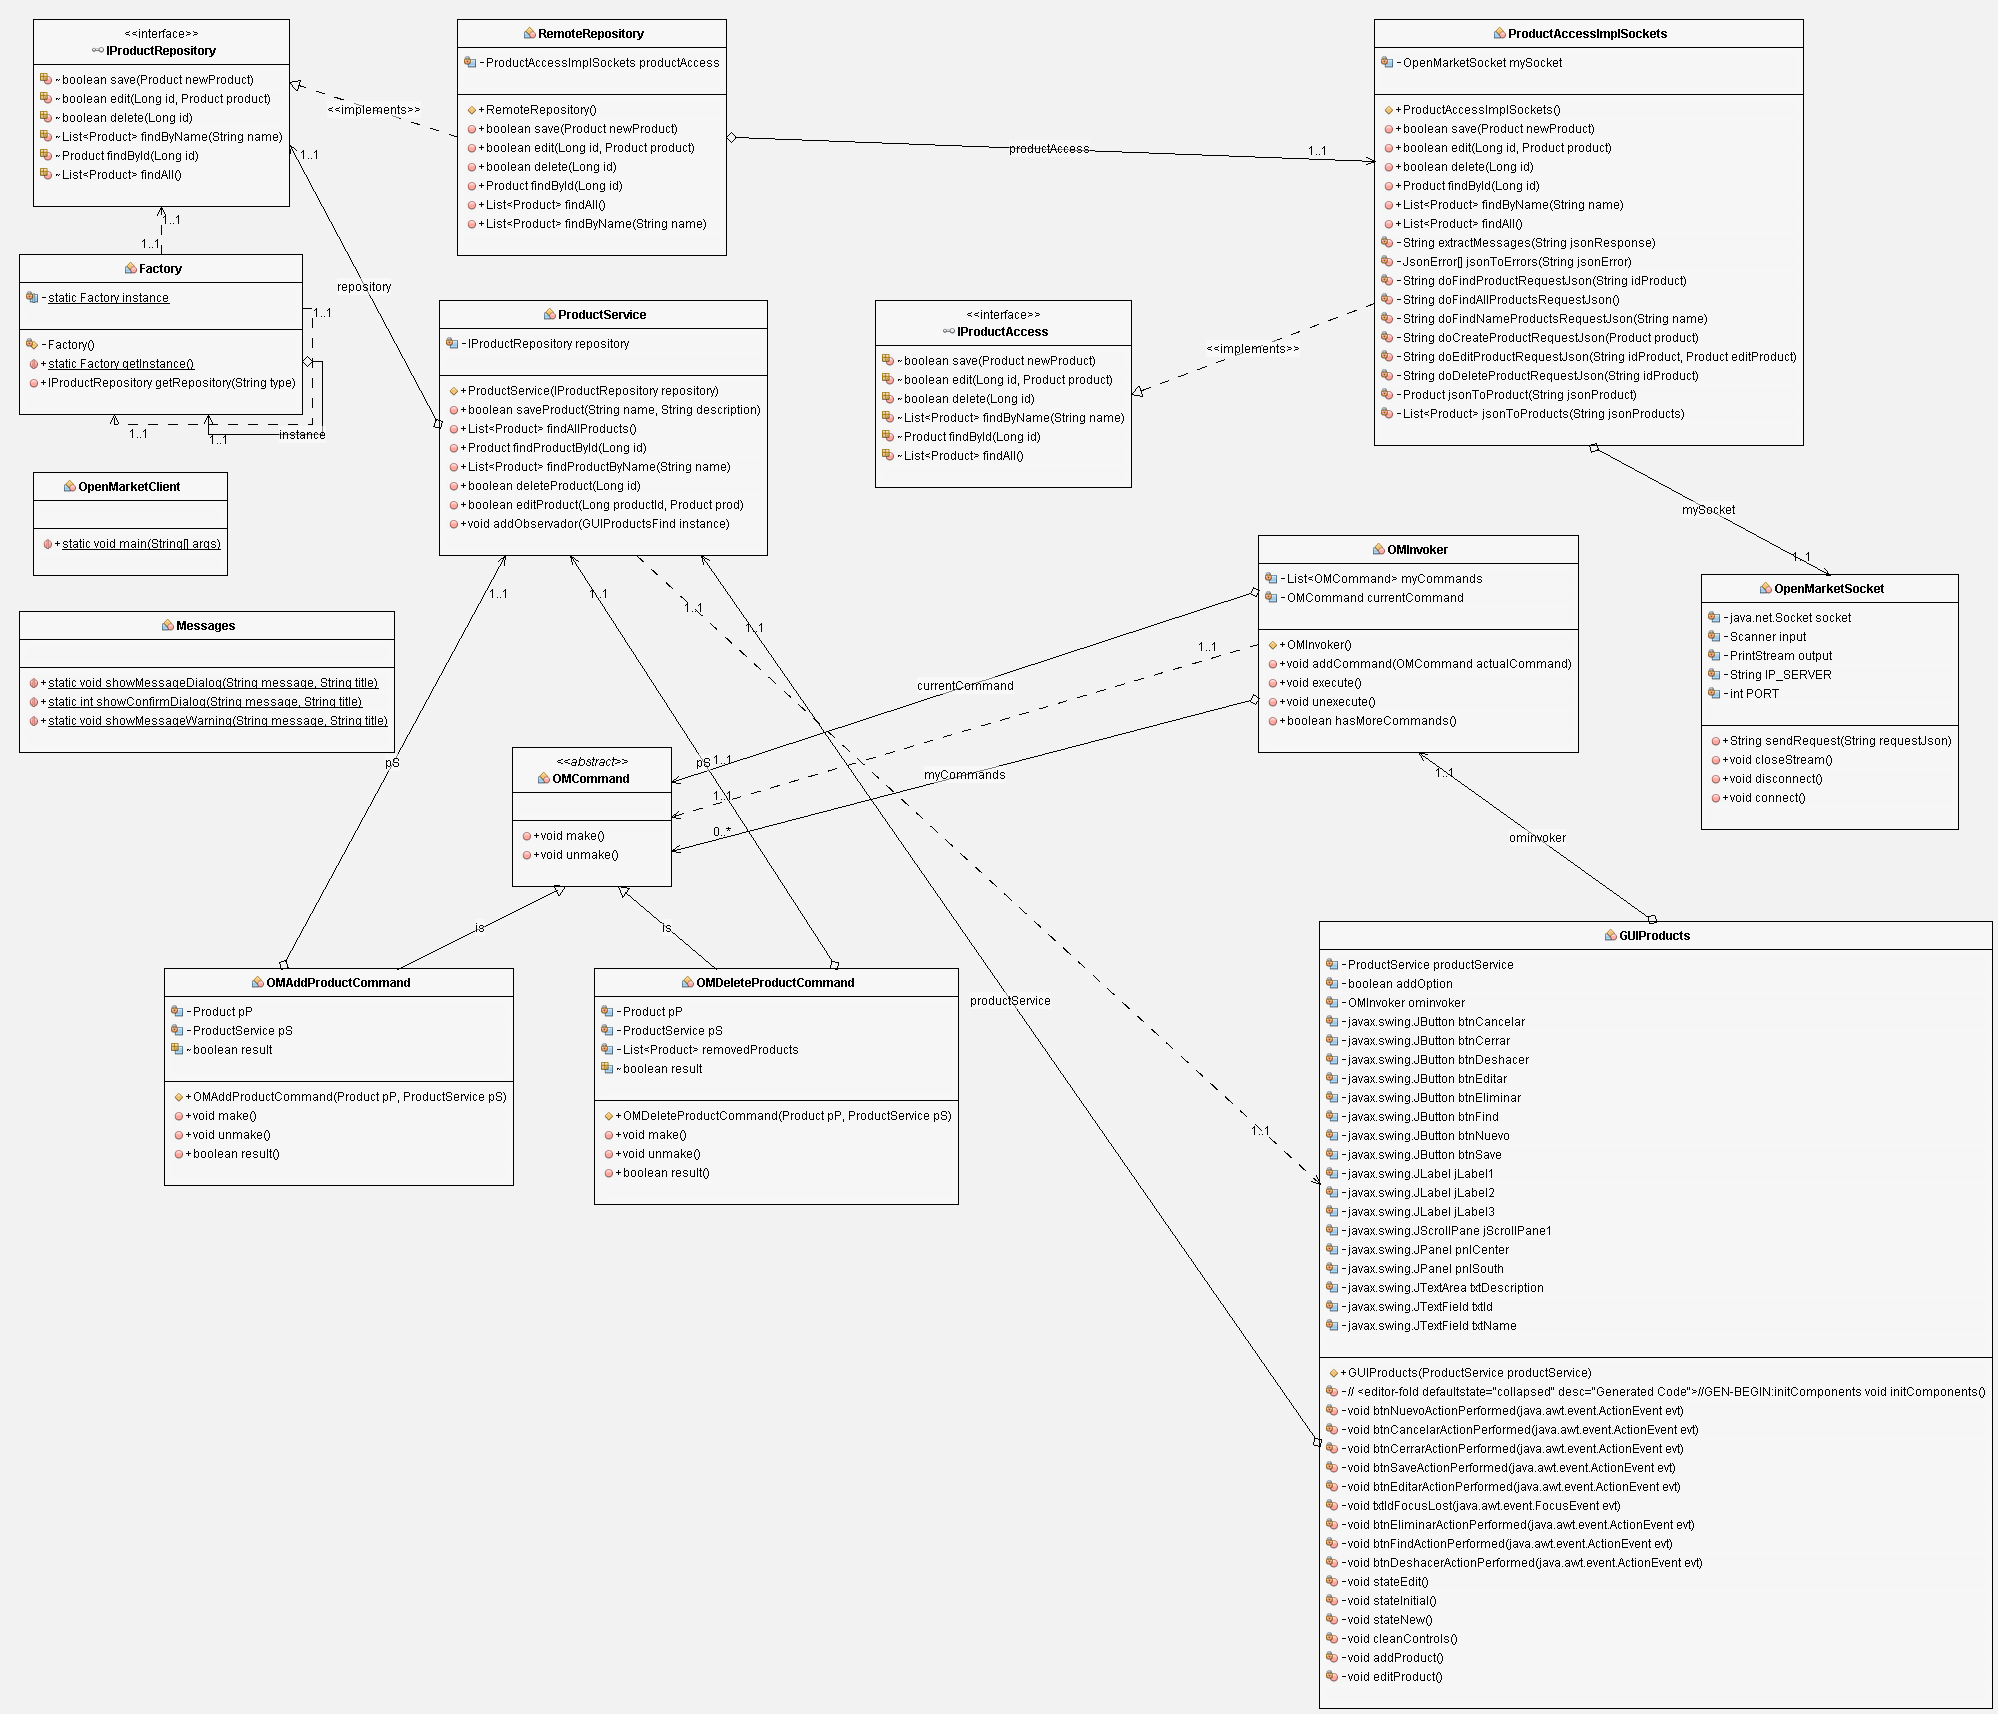 <<interface>>
IProductRepository
~boolean save(Product newProduct)
~boolean edit(Long id, Product product)
~boolean delete(Long id)
~List<Product> findByName(String name)
~Product findById(Long id)
~List<Product> findAll()
RemoteRepository
-ProductAccessImplSockets productAccess
+RemoteRepository()
+boolean save(Product newProduct)
+boolean edit(Long id, Product product)
+boolean delete(Long id)
+Product findById(Long id)
+List<Product> findAll()
+List<Product> findByName(String name)
ProductAccessImplSockets
-OpenMarketSocket mySocket
+ProductAccessImplSockets()
+boolean save(Product newProduct)
+boolean edit(Long id, Product product)
+boolean delete(Long id)
+Product findById(Long id)
+List<Product> findByName(String name)
+List<Product> findAll()
-String extractMessages(String jsonResponse)
-JsonError[] jsonToErrors(String jsonError)
-String doFindProductRequestJson(String idProduct)
-String doFindAllProductsRequestJson()
-String doFindNameProductsRequestJson(String name)
-String doCreateProductRequestJson(Product product)
-String doEditProductRequestJson(String idProduct, Product editProduct)
-String doDeleteProductRequestJson(String idProduct)
-Product jsonToProduct(String jsonProduct)
-List<Product> jsonToProducts(String jsonProducts)
<<implements>>
productAccess
1..1
1..1
1..1
1..1
repository
Factory
-static Factory instance
-Factory()
+static Factory getInstance()
+IProductRepository getRepository(String type)
1..1
1..1
1..1
instance
ProductService
-IProductRepository repository
+ProductService(IProductRepository repository)
+boolean saveProduct(String name, String description)
+List<Product> findAllProducts()
+Product findProductById(Long id)
+List<Product> findProductByName(String name)
+boolean deleteProduct(Long id)
+boolean editProduct(Long productId, Product prod)
+void addObservador(GUIProductsFind instance)
<<interface>>
IProductAccess
~boolean save(Product newProduct)
~boolean edit(Long id, Product product)
~boolean delete(Long id)
~List<Product> findByName(String name)
~Product findById(Long id)
~List<Product> findAll()
<<implements>>
OpenMarketClient
+static void main(String[] args)
mySocket
1..1
OMInvoker
-List<OMCommand> myCommands
-OMCommand currentCommand
+OMInvoker()
+void addCommand(OMCommand actualCommand)
+void execute()
+void unexecute()
+boolean hasMoreCommands()
OpenMarketSocket
-java.net.Socket socket
-Scanner input
-PrintStream output
-String IP_SERVER
-int PORT
+String sendRequest(String requestJson)
+void closeStream()
+void disconnect()
+void connect()
1..1
1..1
1..1
1..1
Messages
+static void showMessageDialog(String message, String title)
+static int showConfirmDialog(String message, String title)
+static void showMessageWarning(String message, String title)
1..1
currentCommand
pS
pS
1..1
myCommands
1..1
0..*
1..1
ominvoker
<<abstract>>
OMCommand
+void make()
+void unmake()
is
is
OMAddProductCommand
-Product pP
-ProductService pS
~boolean result
+OMAddProductCommand(Product pP, ProductService pS)
+void make()
+void unmake()
+boolean result()
OMDeleteProductCommand
-Product pP
-ProductService pS
-List<Product> removedProducts
~boolean result
+OMDeleteProductCommand(Product pP, ProductService pS)
+void make()
+void unmake()
+boolean result()
productService
1..1
GUIProducts
-ProductService productService
-boolean addOption
-OMInvoker ominvoker
-javax.swing.JButton btnCancelar
-javax.swing.JButton btnCerrar
-javax.swing.JButton btnDeshacer
-javax.swing.JButton btnEditar
-javax.swing.JButton btnEliminar
-javax.swing.JButton btnFind
-javax.swing.JButton btnNuevo
-javax.swing.JButton btnSave
-javax.swing.JLabel jLabel1
-javax.swing.JLabel jLabel2
-javax.swing.JLabel jLabel3
-javax.swing.JScrollPane jScrollPane1
-javax.swing.JPanel pnlCenter
-javax.swing.JPanel pnlSouth
-javax.swing.JTextArea txtDescription
-javax.swing.JTextField txtId
-javax.swing.JTextField txtName
+GUIProducts(ProductService productService)
-// <editor-fold defaultstate="collapsed" desc="Generated Code">//GEN-BEGIN:initComponents void initComponents()
-void btnNuevoActionPerformed(java.awt.event.ActionEvent evt)
-void btnCancelarActionPerformed(java.awt.event.ActionEvent evt)
-void btnCerrarActionPerformed(java.awt.event.ActionEvent evt)
-void btnSaveActionPerformed(java.awt.event.ActionEvent evt)
-void btnEditarActionPerformed(java.awt.event.ActionEvent evt)
-void txtIdFocusLost(java.awt.event.FocusEvent evt)
-void btnEliminarActionPerformed(java.awt.event.ActionEvent evt)
-void btnFindActionPerformed(java.awt.event.ActionEvent evt)
-void btnDeshacerActionPerformed(java.awt.event.ActionEvent evt)
-void stateEdit()
-void stateInitial()
-void stateNew()
-void cleanControls()
-void addProduct()
-void editProduct()